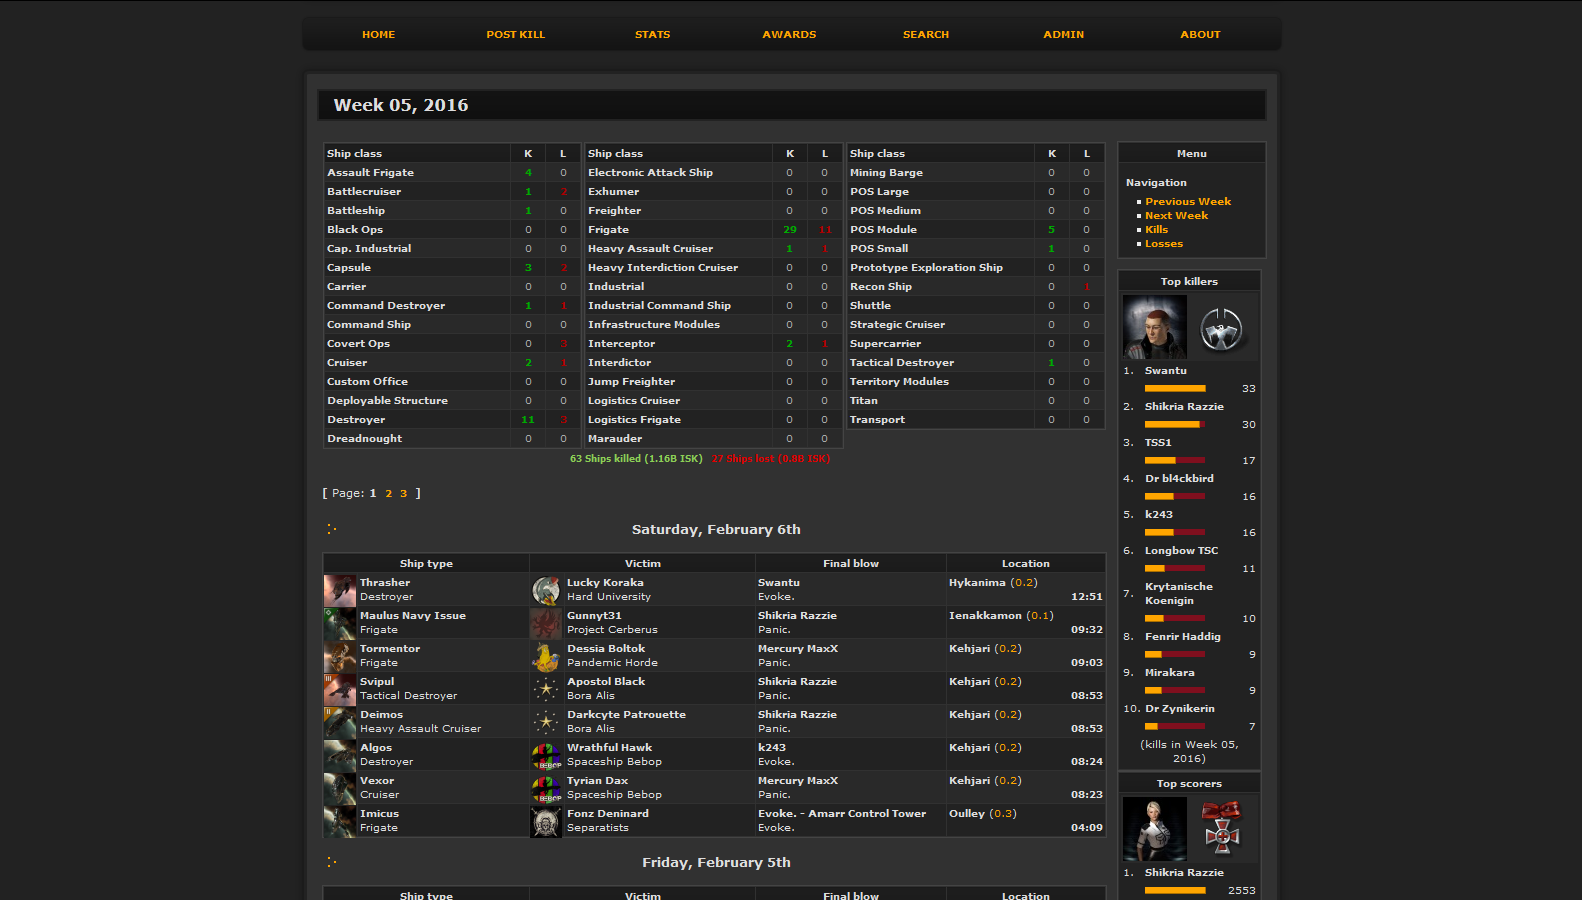 HOME POST KILL STATS AWARDS SEARCH ADMIN ABOUT
Week 05, 2016
Ship class K L
Assault Frigate 4 0
Battlecruiser 1 2
Battleship 1 0
Black Ops 0 0
Cap. Industrial 0 0
Capsule 3 2
Carrier 0 0
Command Destroyer 1 1
Command Ship 0 0
Covert Ops 0 3
Cruiser 2 1
Custom Office 0 0
Deployable Structure 0 0
Destroyer 11 3
Dreadnought 0 0
Ship class K L
Electronic Attack Ship 0 0
Exhumer 0 0
Freighter 0 0
Frigate 29 11
Heavy Assault Cruiser 1 1
Heavy Interdiction Cruiser 0 0
Industrial 0 0
Industrial Command Ship 0 0
Infrastructure Modules 0 0
Interceptor 2 1
Interdictor 0 0
Jump Freighter 0 0
Logistics Cruiser 0 0
Logistics Frigate 0 0
Marauder 0 0
Ship class K L
Mining Barge 0 0
POS Large 0 0
POS Medium 0 0
POS Module 5 0
POS Small 1 0
Prototype Exploration Ship 0 0
Recon Ship 0 1
Shuttle 0 0
Strategic Cruiser 0 0
Supercarrier 0 0
Tactical Destroyer 1 0
Territory Modules 0 0
Titan 0 0
Transport 0 0
63 Ships killed (1.16B ISK) 27 Ships lost (0.8B ISK)
[ Page: 1 2 3 ]
Saturday, February 6th
Ship type Victim Final blow Location
Thrasher Lucky Koraka Swantu Hykanima (0.2)
Destroyer Hard University Evoke. 12:51
Maulus Navy Issue Gunnyt31 Shikria Razzie Ienakkamon (0.1)
Frigate Project Cerberus Panic. 09:32
Tormentor Dessia Boltok Mercury MaxX Kehjari (0.2)
Frigate Pandemic Horde Panic. 09:03
Svipul Apostol Black Shikria Razzie Kehjari (0.2)
Tactical Destroyer Bora Alis Panic. 08:53
Deimos Darkcyte Patrouette Shikria Razzie Kehjari (0.2)
Heavy Assault Cruiser Bora Alis Panic. 08:53
Algos Wrathful Hawk k243 Kehjari (0.2)
Destroyer Spaceship Bebop Evoke. 08:24
Vexor Tyrian Dax Mercury MaxX Kehjari (0.2)
Cruiser Spaceship Bebop Panic. 08:23
Imicus Fonz Deninard Evoke. - Amarr Control Tower Oulley (0.3)
Frigate Separatists Evoke. 04:09
Friday, February 5th
Ship type Victim Final blow Location
Menu
Navigation
Previous Week
Next Week
Kills
Losses
Top killers
1. Swantu
33
2. Shikria Razzie
30
3. TSS1
17
4. Dr bl4ckbird
16
5. k243
16
6. Longbow TSC
11
7. Krytanische
Koenigin
10
8. Fenrir Haddig
9
9. Mirakara
9
10. Dr Zynikerin
7
(kills in Week 05,
2016)
Top scorers
1. Shikria Razzie
2553